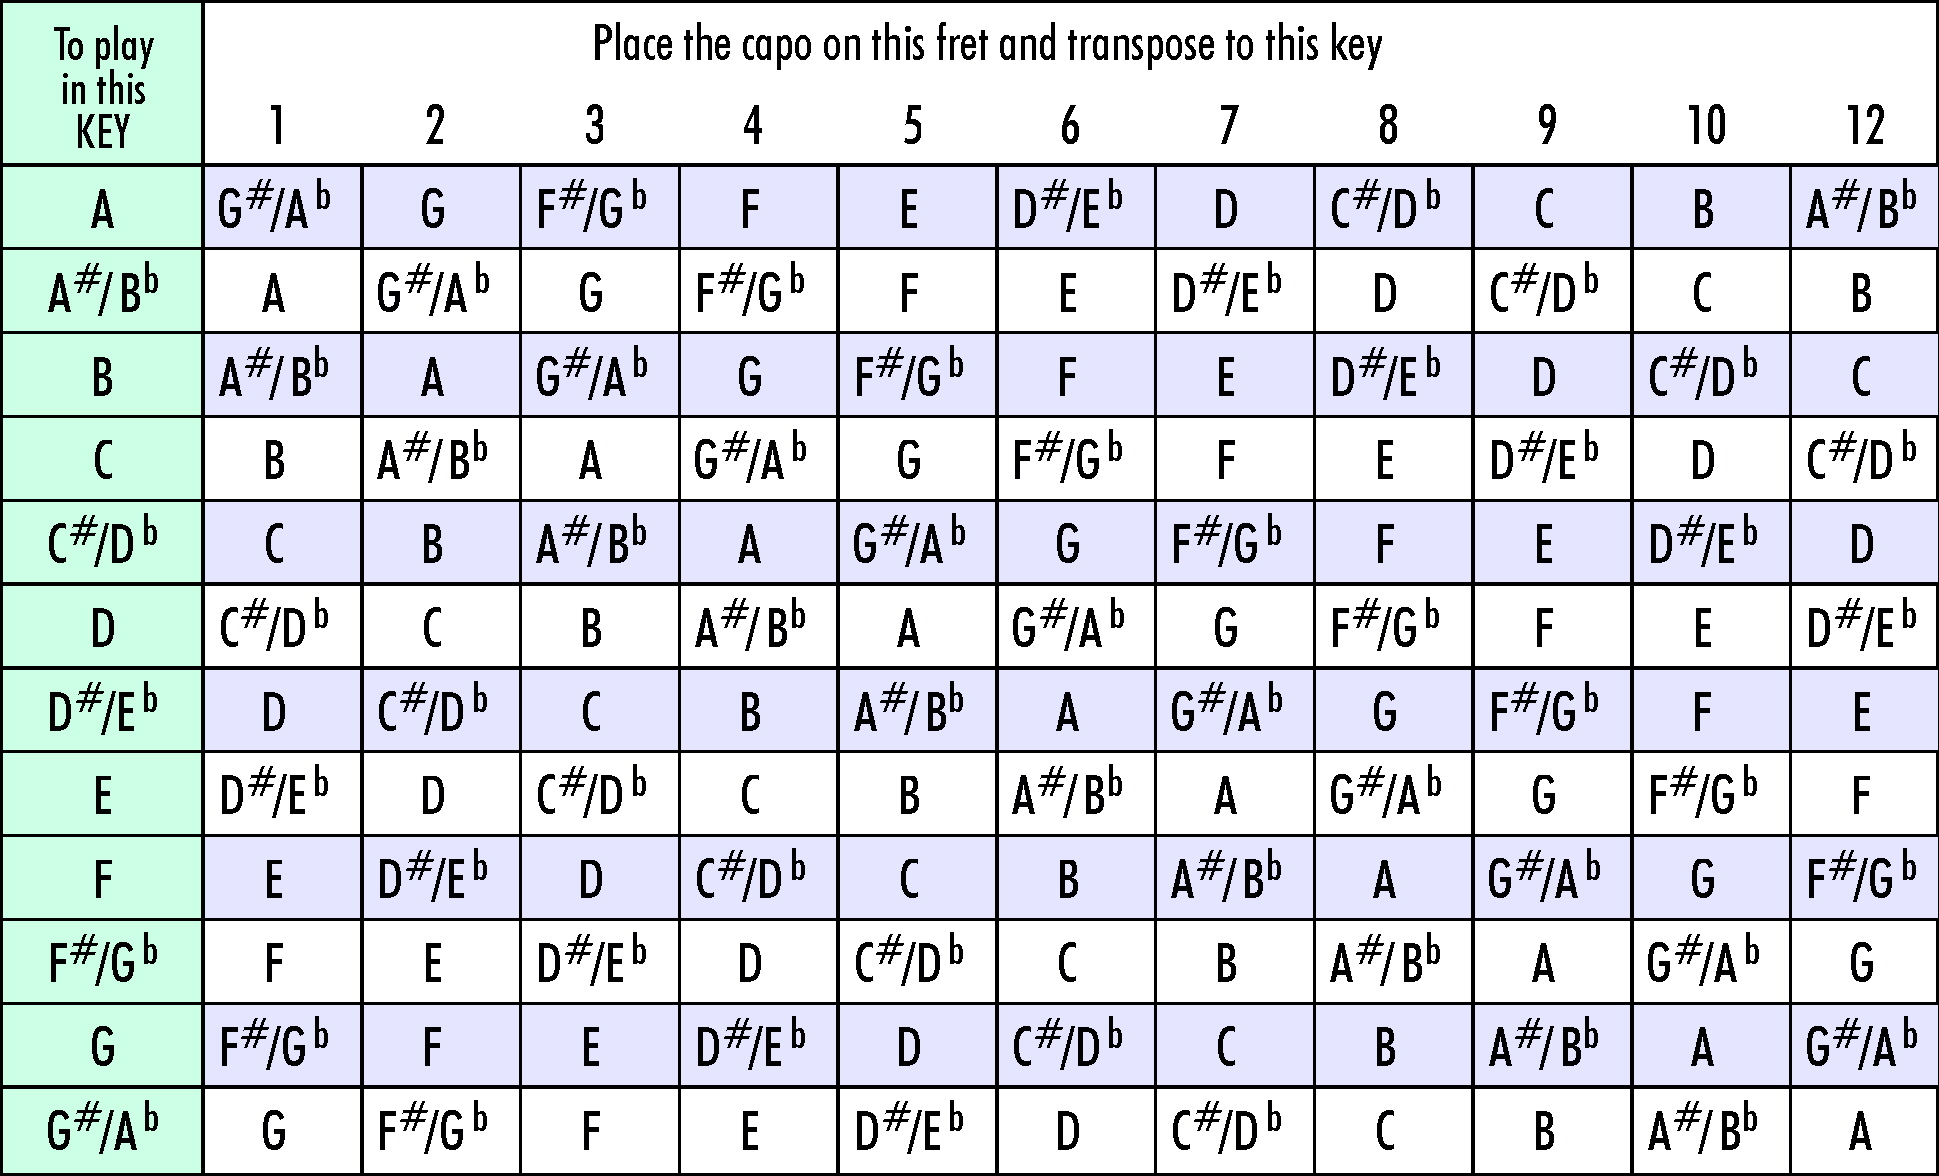 To play
in this
KEY
Place the capo on this fret and transpose to this key
1 2 3 4 5 6 7 8 9 10 12
A G#/Ab G F#/Gb F E D#/Eb D C#/Db C B A#/Bb
A#/Bb A G#/Ab G F#/Gb F E D#/Eb D C#/Db C B
B A#/Bb A G#/Ab G F#/Gb F E D#/Eb D C#/Db C
C B A#/Bb A G#/Ab G F#/Gb F E D#/Eb D C#/Db
C#/Db C B A#/Bb A G#/Ab G F#/Gb F E D#/Eb D
D C#/Db C B A#/Bb A G#/Ab G F#/Gb F E D#/Eb
D#/Eb D C#/Db C B A#/Bb A G#/Ab G F#/Gb F E
E D#/Eb D C#/Db C B A#/Bb A G#/Ab G F#/Gb F
F E D#/Eb D C#/Db C B A#/Bb A G#/Ab G F#/Gb
F#/Gb F E D#/Eb D C#/Db C B A#/Bb A G#/Ab G
G F#/Gb F E D#/Eb D C#/Db C B A#/Bb A G#/Ab
G#/Ab G F#/Gb F E D#/Eb D C#/Db C B A#/Bb A